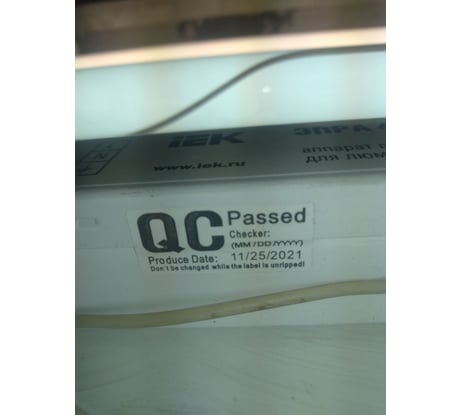 L
N
iEK
ЭПРА
www.iek.ru
аппарат
для
QC Passed
Checker:
(MM/DD/YYYY)
Produce Date: 11/25/2021
Don't be changed while the label is unripped!